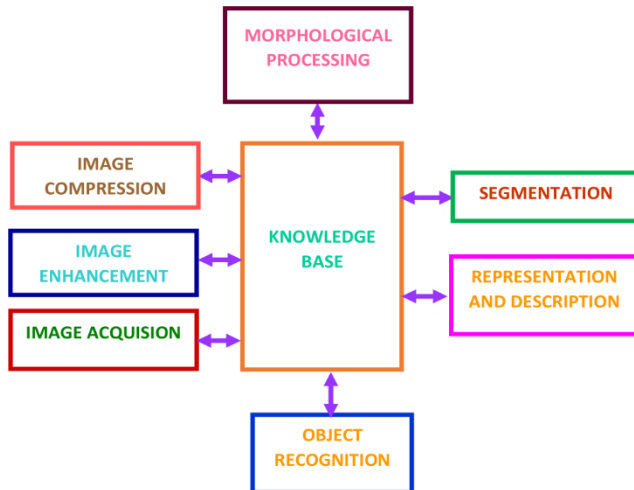 MORPHOLOGICAL
PROCESSING
IMAGE
COMPRESSION
SEGMENTATION
KNOWLEDGE
BASE
IMAGE
ENHANCEMENT
REPRESENTATION
AND DESCRIPTION
IMAGE ACQUISION
OBJECT
RECOGNITION